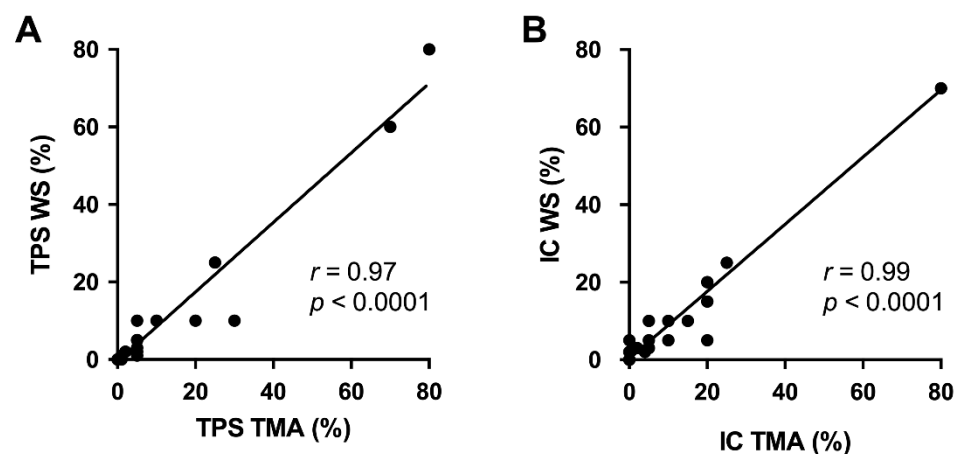 A
80
60
40
20
0
TPS WS (%)
r = 0.97
p < 0.0001
0 20 40 60 80
TPS TMA (%)
B
80
60
40
20
0
IC WS (%)
r = 0.99
p < 0.0001
0 20 40 60 80
IC TMA (%)